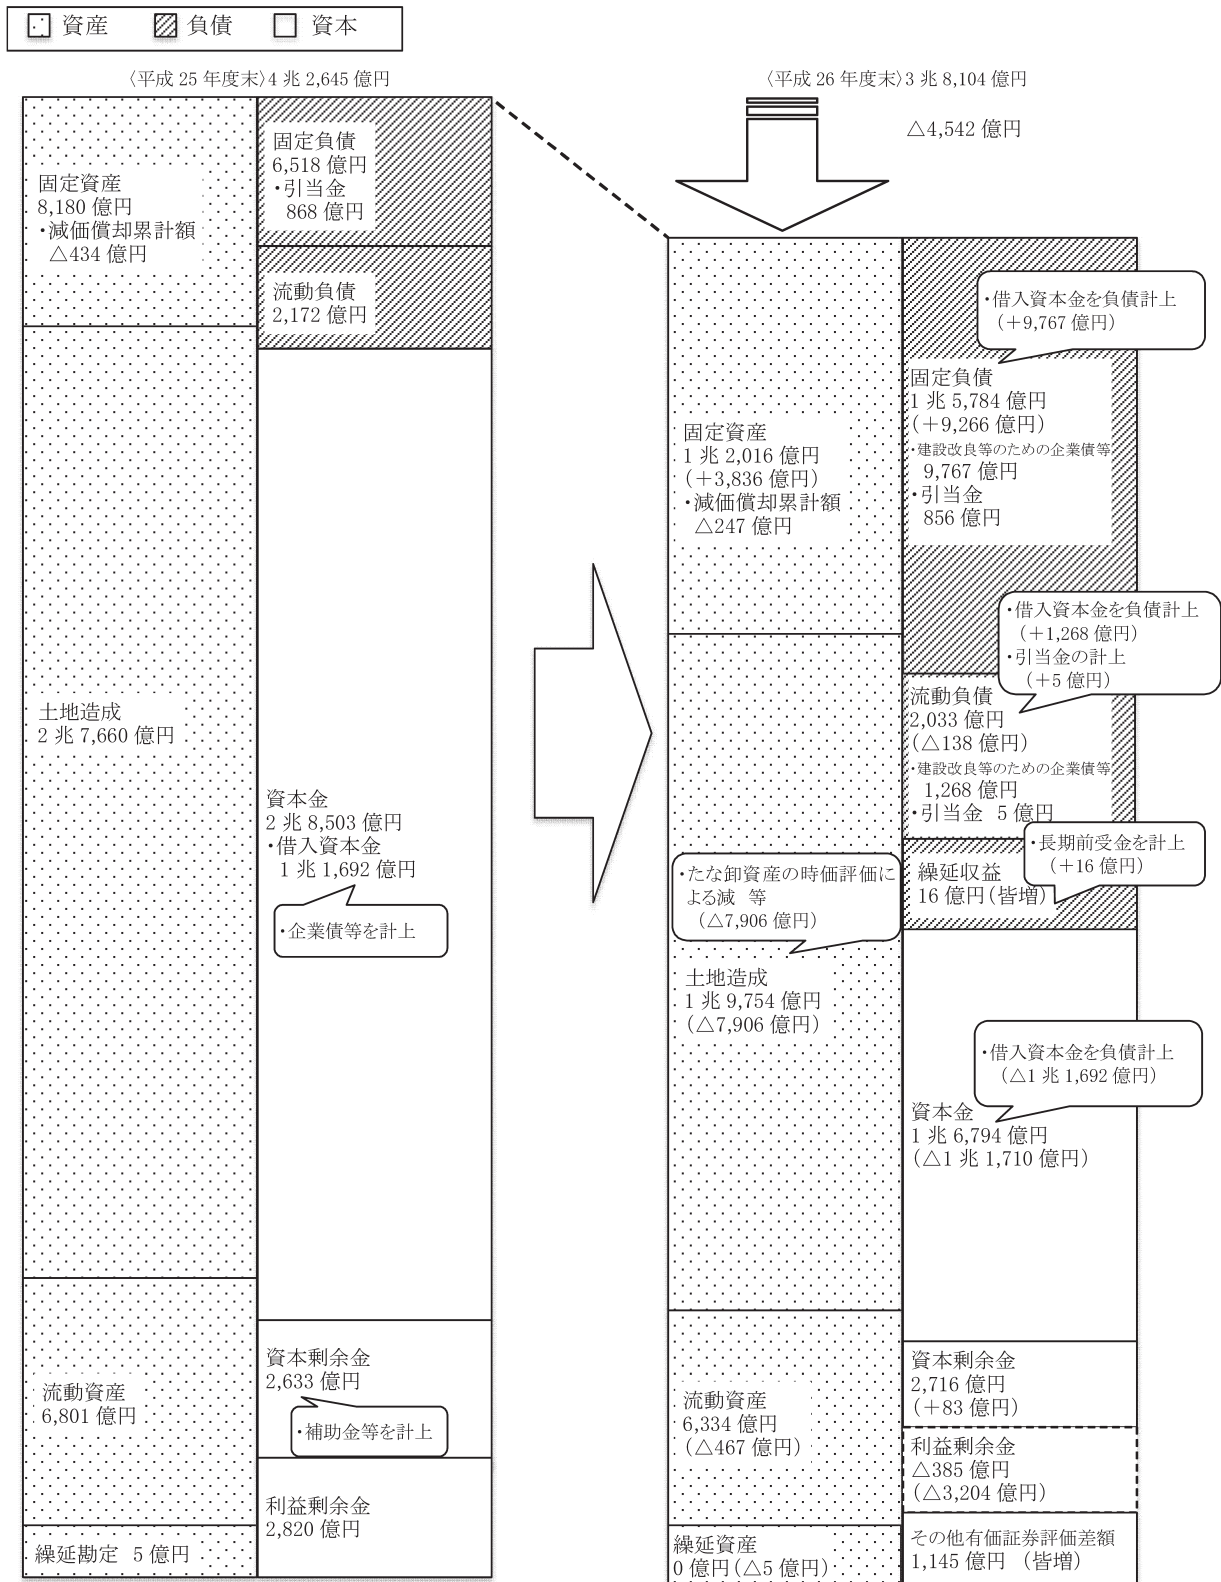 資産 負債 資本
〈平成 25 年度末〉4 兆 2,645 億円
固定資産
8,180 億円
・減価償却累計額
△434 億円
土地造成
2 兆 7,660 億円
流動資産
6,801 億円
繰延勘定 5 億円
固定負債
6,518 億円
・引当金
868 億円
流動負債
2,172 億円
資本金
2 兆 8,503 億円
・借入資本金
1 兆 1,692 億円
・企業債等を計上
資本剰余金
2,633 億円
・補助金等を計上
利益剰余金
2,820 億円
〈平成 26 年度末〉3 兆 8,104 億円
△4,542 億円
固定資産
1 兆 2,016 億円
(+3,836 億円)
・減価償却累計額
△247 億円
・たな卸資産の時価評価に
よる減 等
(△7,906 億円)
土地造成
1 兆 9,754 億円
(△7,906 億円)
流動資産
6,334 億円
(△467 億円)
繰延資産
0 億円(△5 億円)
・借入資本金を負債計上
(+9,767 億円)
固定負債
1 兆 5,784 億円
(+9,266 億円)
・建設改良等のための企業債等
9,767 億円
・引当金
856 億円
・借入資本金を負債計上
(+1,268 億円)
・引当金の計上
(+5 億円)
流動負債
2,033 億円
(△138 億円)
・建設改良等のための企業債等
1,268 億円
・引当金 5 億円
・長期前受金を計上
(+16 億円)
繰延収益
16 億円(皆増)
・借入資本金を負債計上
(△1 兆 1,692 億円)
資本金
1 兆 6,794 億円
(△1 兆 1,710 億円)
資本剰余金
2,716 億円
(+83 億円)
利益剰余金
△385 億円
(△3,204 億円)
その他有価証券評価差額
1,145 億円 (皆増)